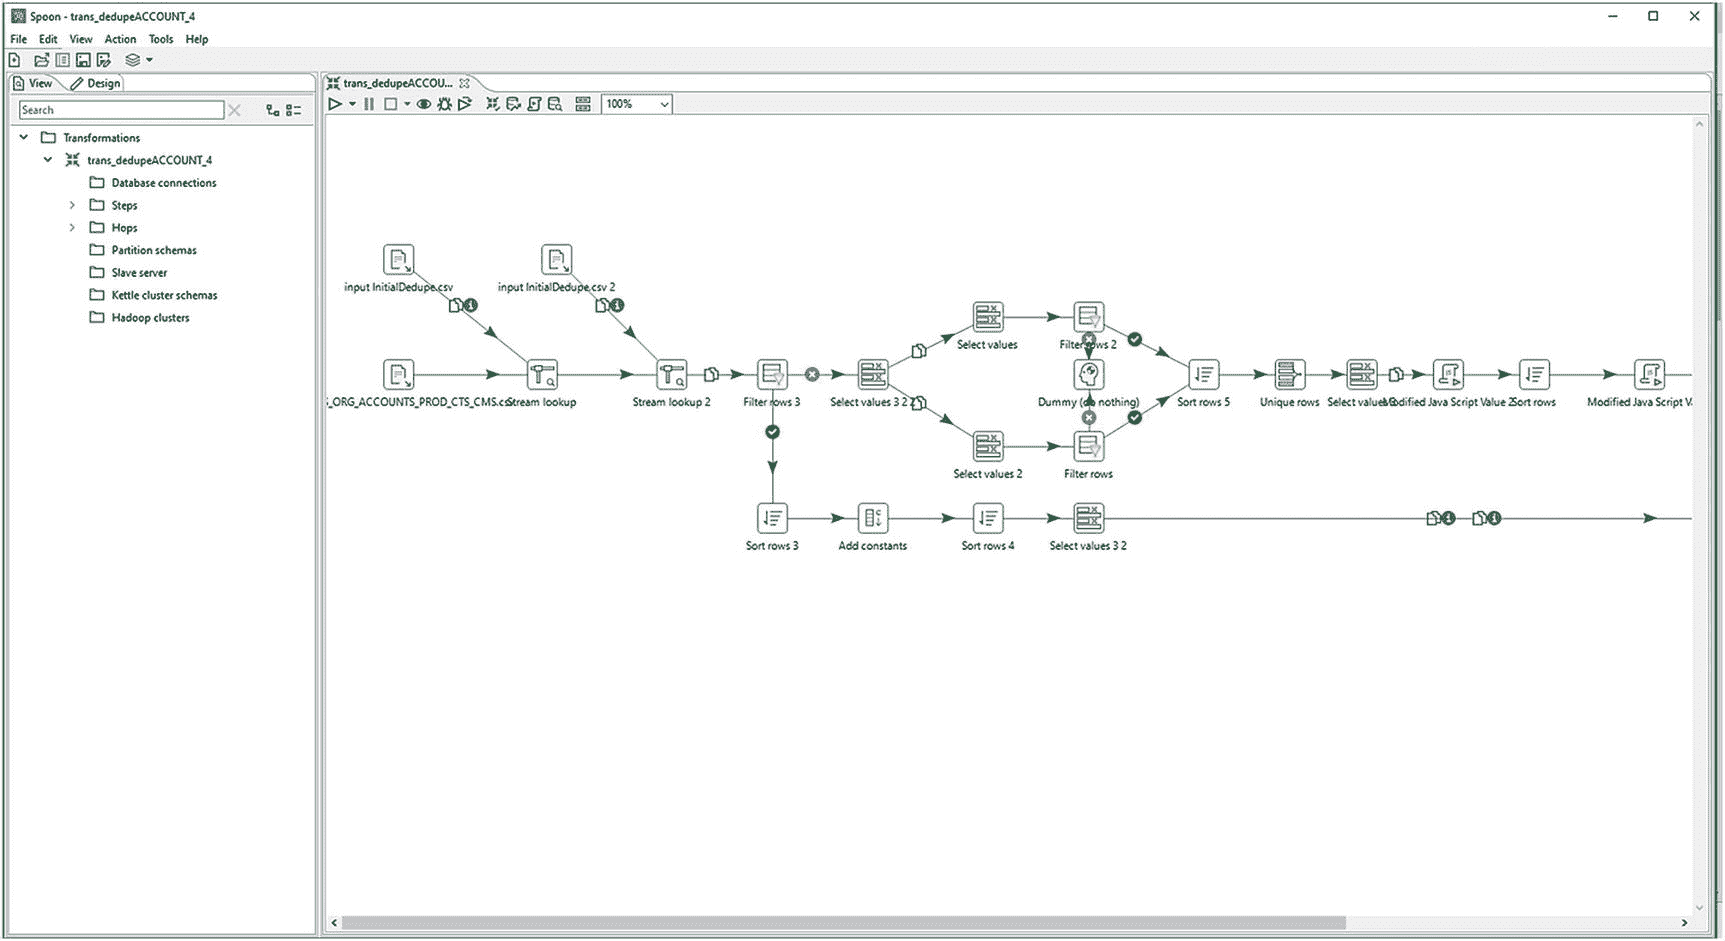 Spoon - trans_dedupeACCOUNT_4
File Edit View Action Tools Help
View Design
trans_dedupeACCOU...
Search
100%
Transformations
trans_dedupeACCOUNT_4
Database connections
Steps
Hops
Partition schemas
Slave server
Kettle cluster schemas
Hadoop clusters
input InitialDedupe.csv
input InitialDedupe.csv 2
Select values
Filter rows 2
_ORG_ACCOUNTS_PROD_CTS_CMS.csv
Stream lookup
Stream lookup 2
Filter rows 3
Select values 3 2 2
Dummy (do nothing)
Sort rows 5
Unique rows
Select values
Modified Java Script Value 2
Sort rows
Modified Java Script V
Select values 2
Filter rows
Sort rows 3
Add constants
Sort rows 4
Select values 3 2